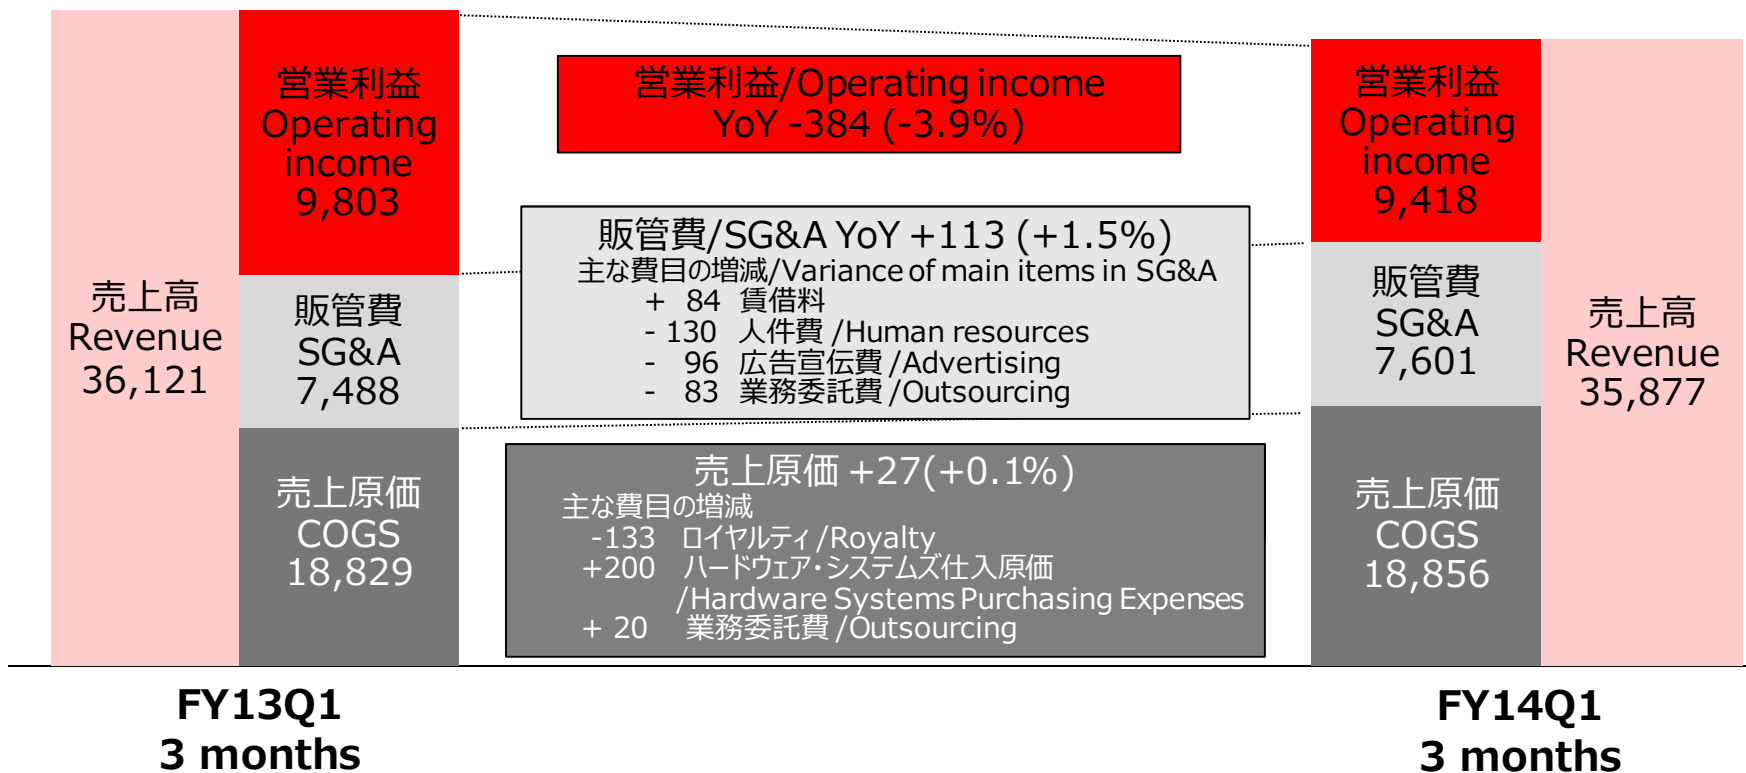 売上高
Revenue
36,121
営業利益
Operating
income
9,803
販管費
SG&A
7,488
売上原価
COGS
18,829
営業利益/Operating income
YoY -384 (-3.9%)
販管費/SG&A YoY +113 (+1.5%)
主な費目の増減/Variance of main items in SG&A
+ 84 賃借料
- 130 人件費 /Human resources
- 96 広告宣伝費 /Advertising
- 83 業務委託費 /Outsourcing
売上原価 +27(+0.1%)
主な費目の増減
-133 ロイヤルティ /Royalty
+200 ハードウェア・システムズ仕入原価
/Hardware Systems Purchasing Expenses
+ 20 業務委託費 /Outsourcing
営業利益
Operating
income
9,418
販管費
SG&A
7,601
売上原価
COGS
18,856
売上高
Revenue
35,877
FY13Q1
3 months
FY14Q1
3 months